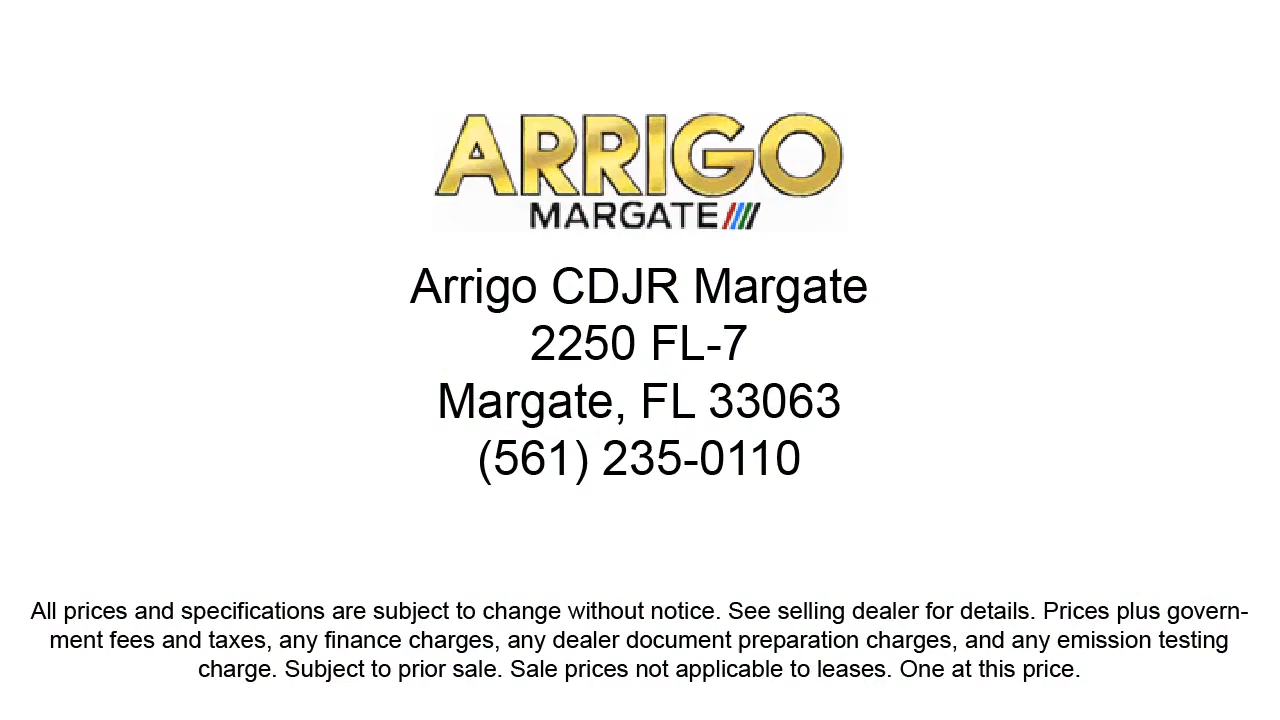 ARRIGO
MARGATE
Arrigo CDJR Margate
2250 FL-7
Margate, FL 33063
(561) 235-0110
All prices and specifications are subject to change without notice. See selling dealer for details. Prices plus govern-
ment fees and taxes, any finance charges, any dealer document preparation charges, and any emission testing
charge. Subject to prior sale. Sale prices not applicable to leases. One at this price.